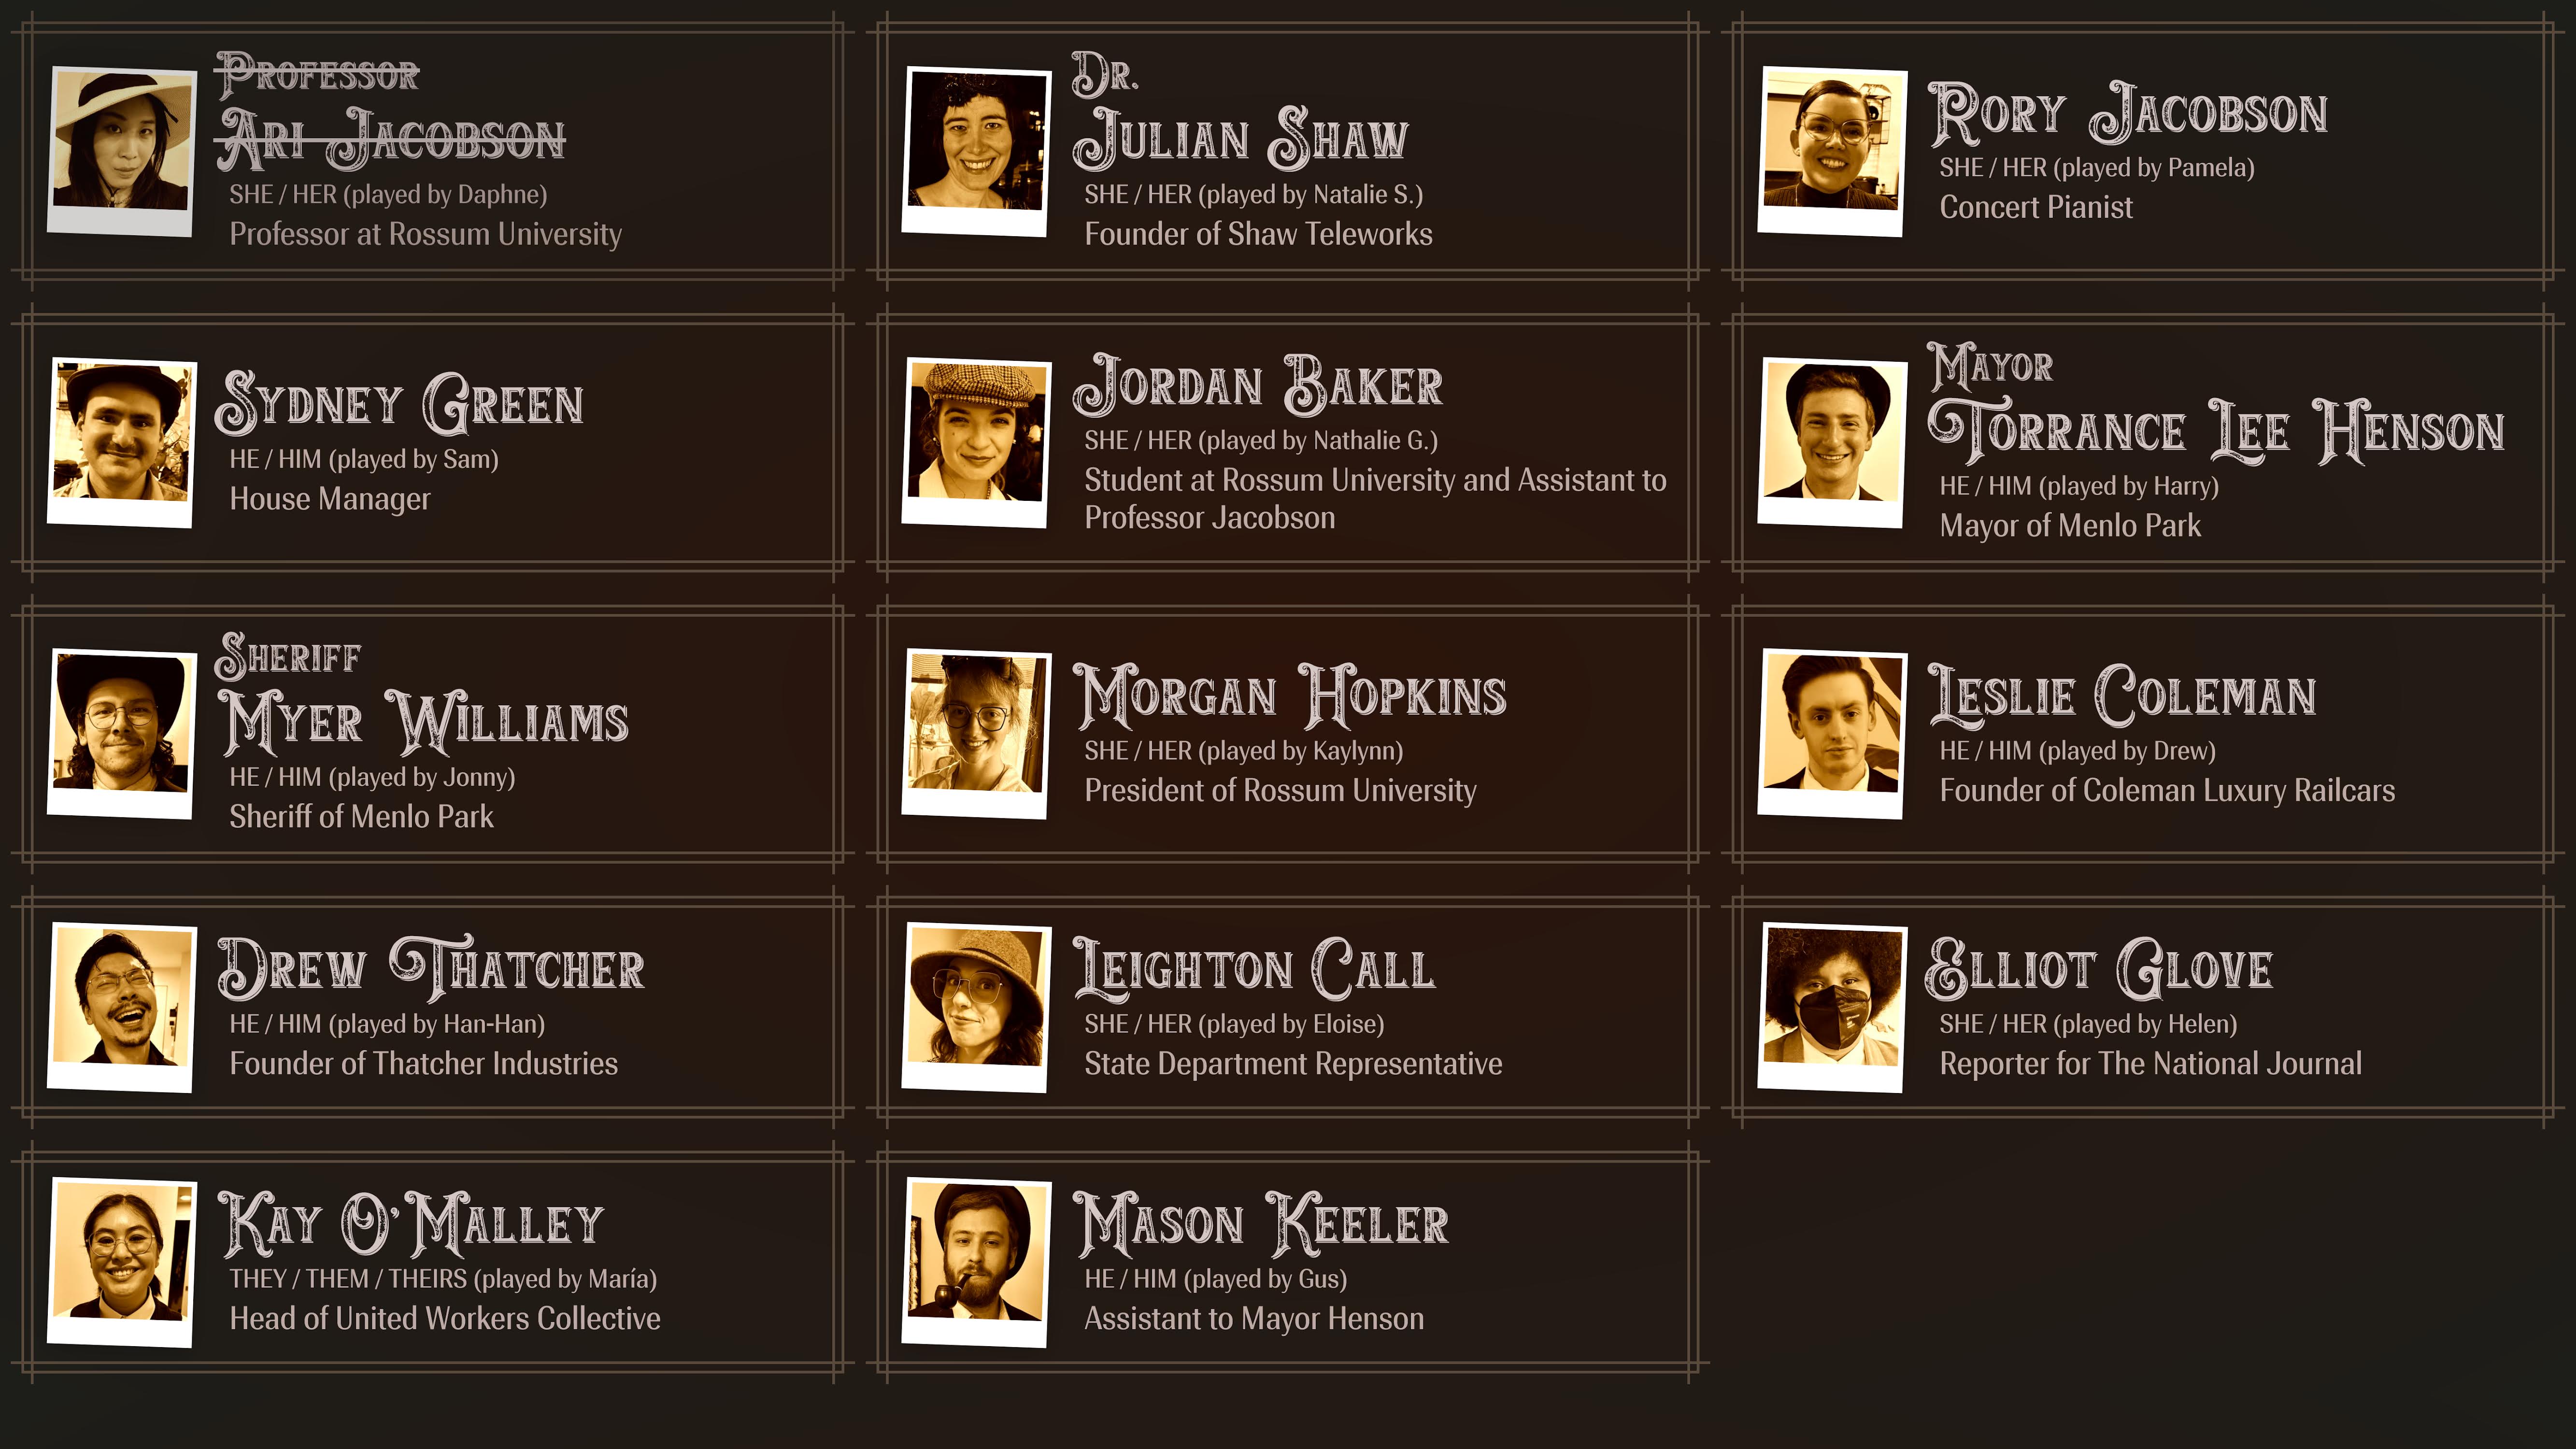 Professor
Ari Jacobson
SHE / HER (played by Daphne)
Professor at Rossum University
Dr.
Julian Shaw
SHE / HER (played by Natalie S.)
Founder of Shaw Teleworks
Rory Jacobson
SHE / HER (played by Pamela)
Concert Pianist
Sydney Green
HE / HIM (played by Sam)
House Manager
Jordan Baker
SHE / HER (played by Nathalie G.)
Student at Rossum University and Assistant to
Professor Jacobson
Mayor
Torrance Lee Henson
HE / HIM (played by Harry)
Mayor of Menlo Park
Sheriff
Myer Williams
HE / HIM (played by Jonny)
Sheriff of Menlo Park
Morgan Hopkins
SHE / HER (played by Kaylynn)
President of Rossum University
Leslie Coleman
HE / HIM (played by Drew)
Founder of Coleman Luxury Railcars
Drew Thatcher
HE / HIM (played by Han-Han)
Founder of Thatcher Industries
Leighton Call
SHE / HER (played by Eloise)
State Department Representative
Elliot Glove
SHE / HER (played by Helen)
Reporter for The National Journal
Kay O'Malley
THEY / THEM / THEIRS (played by María)
Head of United Workers Collective
Mason Keeler
HE / HIM (played by Gus)
Assistant to Mayor Henson